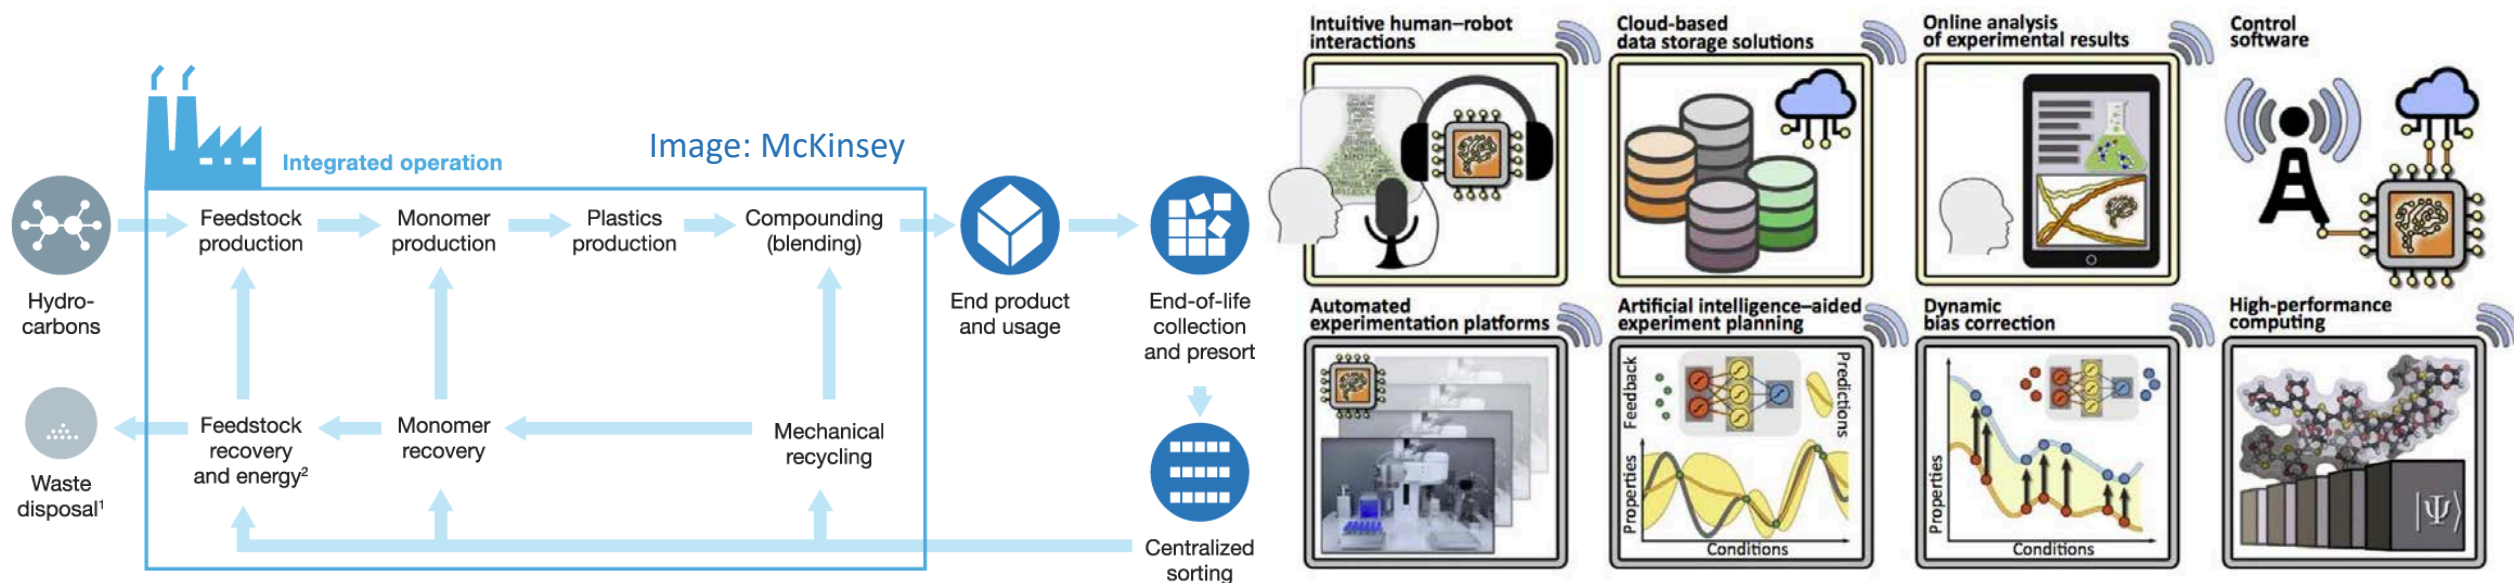 Image: McKinsey
Integrated operation
Hydro-
carbons
Feedstock
production
Monomer
production
Plastics
production
Compounding
(blending)
End product
and usage
End-of-life
collection
and presort
Waste
disposal¹
Feedstock
recovery
and energy²
Monomer
recovery
Mechanical
recycling
Centralized
sorting
Intuitive human–robot
interactions
Cloud-based
data storage solutions
Online analysis
of experimental results
Control
software
Automated
experimentation platforms
Artificial intelligence–aided
experiment planning
Feedback
Predictions
Properties
Conditions
Dynamic
bias correction
Properties
Conditions
High-performance
computing
|Ψ⟩